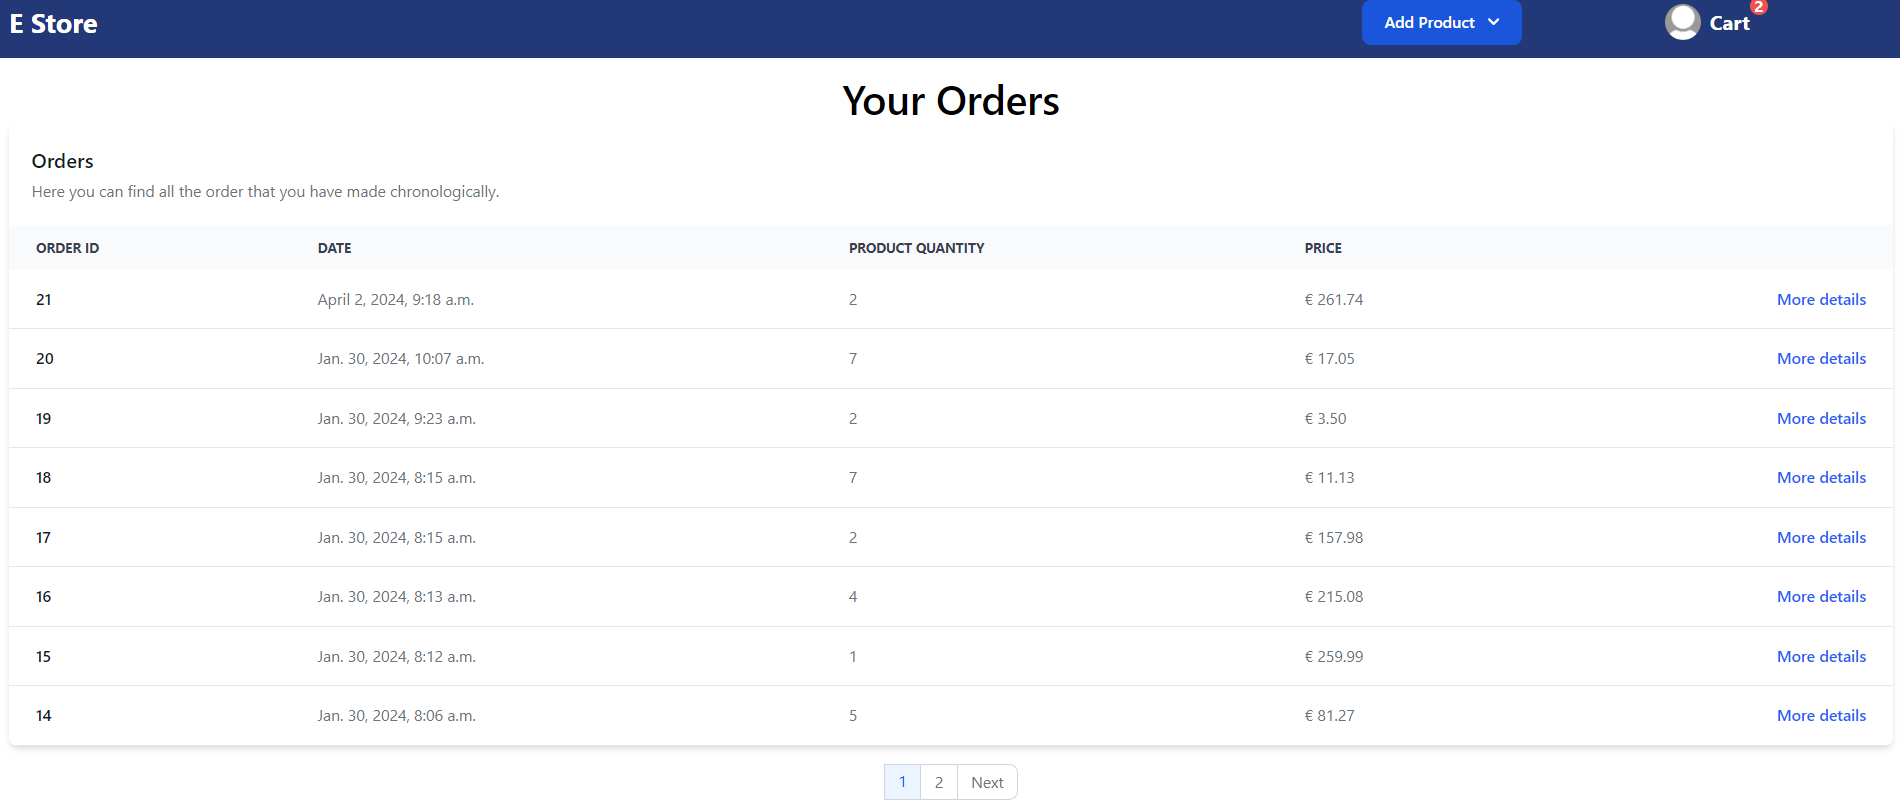 E Store
Add Product
Cart
2
Your Orders
Orders
Here you can find all the order that you have made chronologically.
ORDER ID DATE PRODUCT QUANTITY PRICE
21 April 2, 2024, 9:18 a.m. 2 € 261.74 More details
20 Jan. 30, 2024, 10:07 a.m. 7 € 17.05 More details
19 Jan. 30, 2024, 9:23 a.m. 2 € 3.50 More details
18 Jan. 30, 2024, 8:15 a.m. 7 € 11.13 More details
17 Jan. 30, 2024, 8:15 a.m. 2 € 157.98 More details
16 Jan. 30, 2024, 8:13 a.m. 4 € 215.08 More details
15 Jan. 30, 2024, 8:12 a.m. 1 € 259.99 More details
14 Jan. 30, 2024, 8:06 a.m. 5 € 81.27 More details
1 2 Next